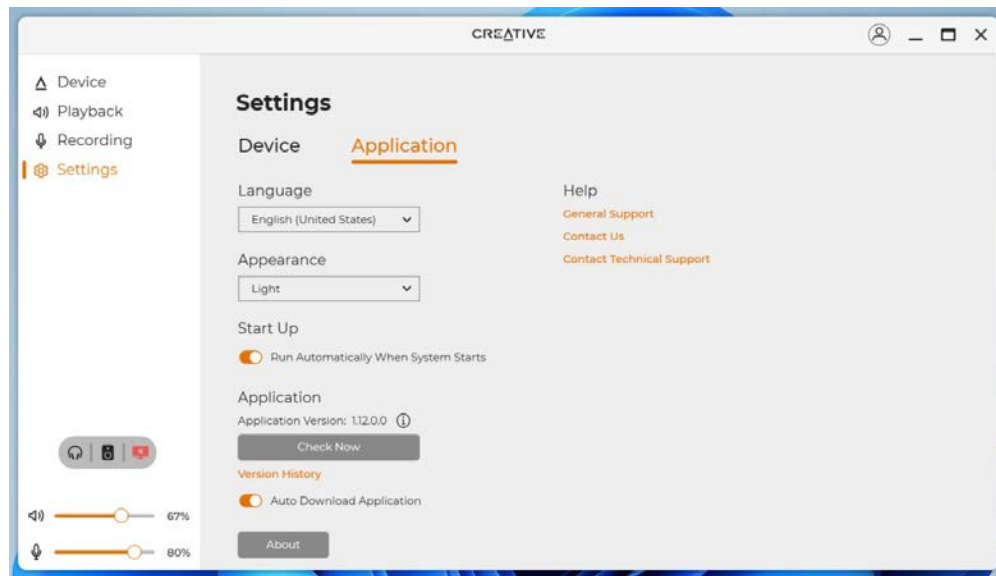 CREATIVE
Device
Playback
Recording
Settings
67%
80%
Settings
Device Application
Language
English (United States)
Appearance
Light
Start Up
Run Automatically When System Starts
Application
Application Version: 1.12.0.0
Check Now
Version History
Auto Download Application
About
Help
General Support
Contact Us
Contact Technical Support